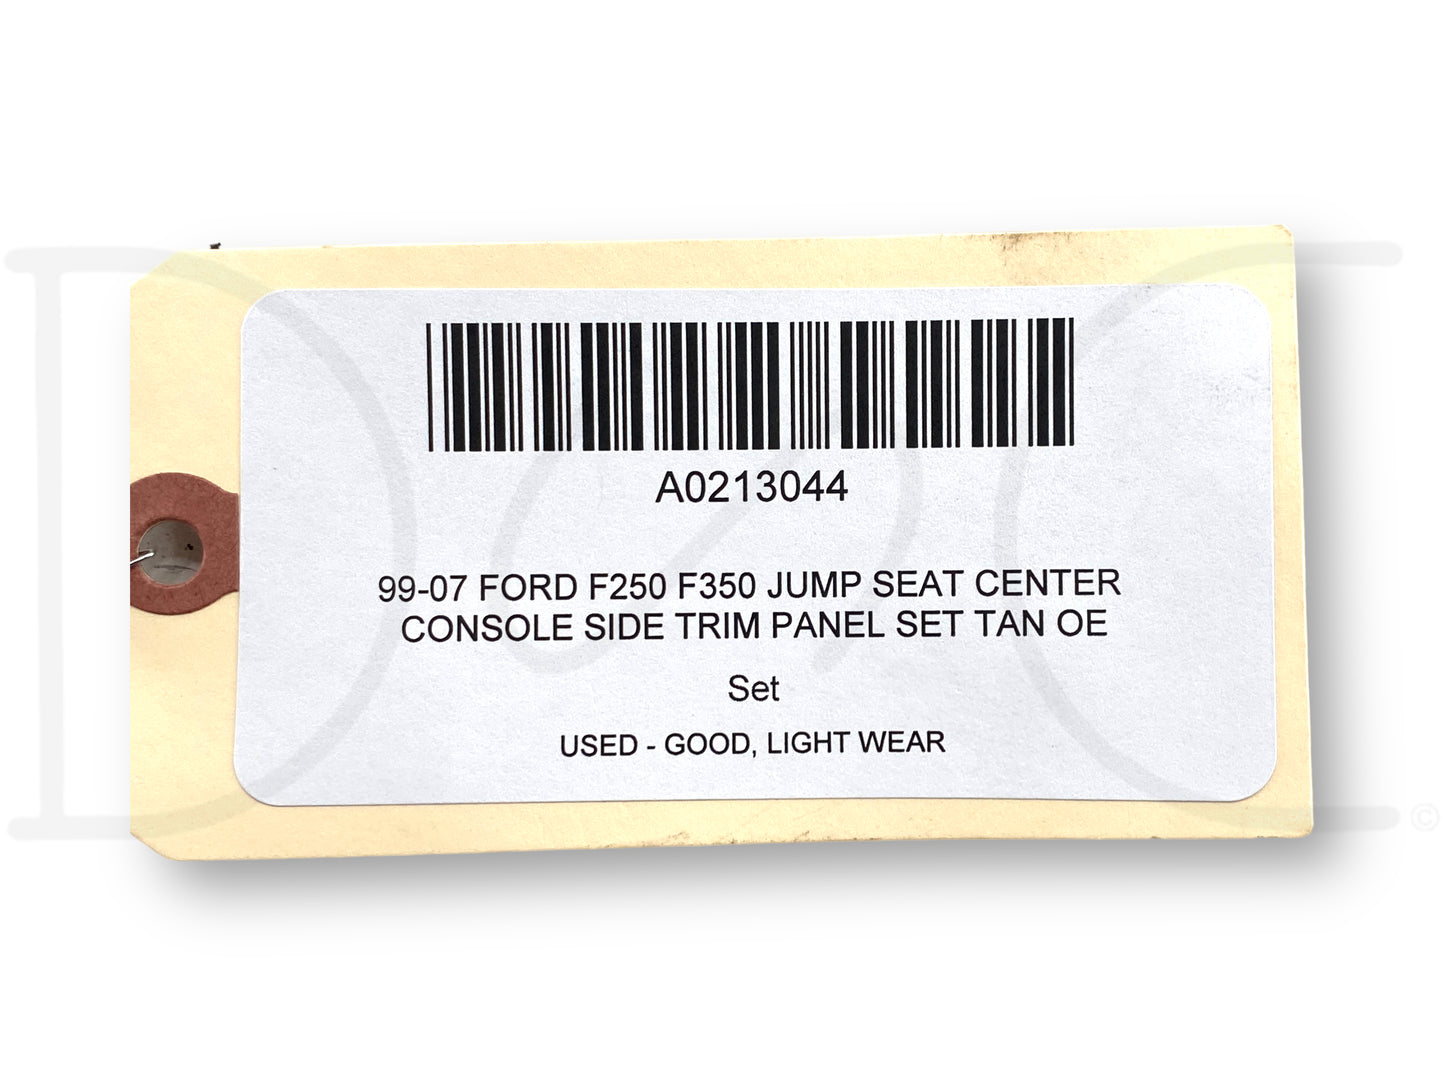 A0213044
99-07 FORD F250 F350 JUMP SEAT CENTER
CONSOLE SIDE TRIM PANEL SET TAN OE
Set
USED - GOOD, LIGHT WEAR